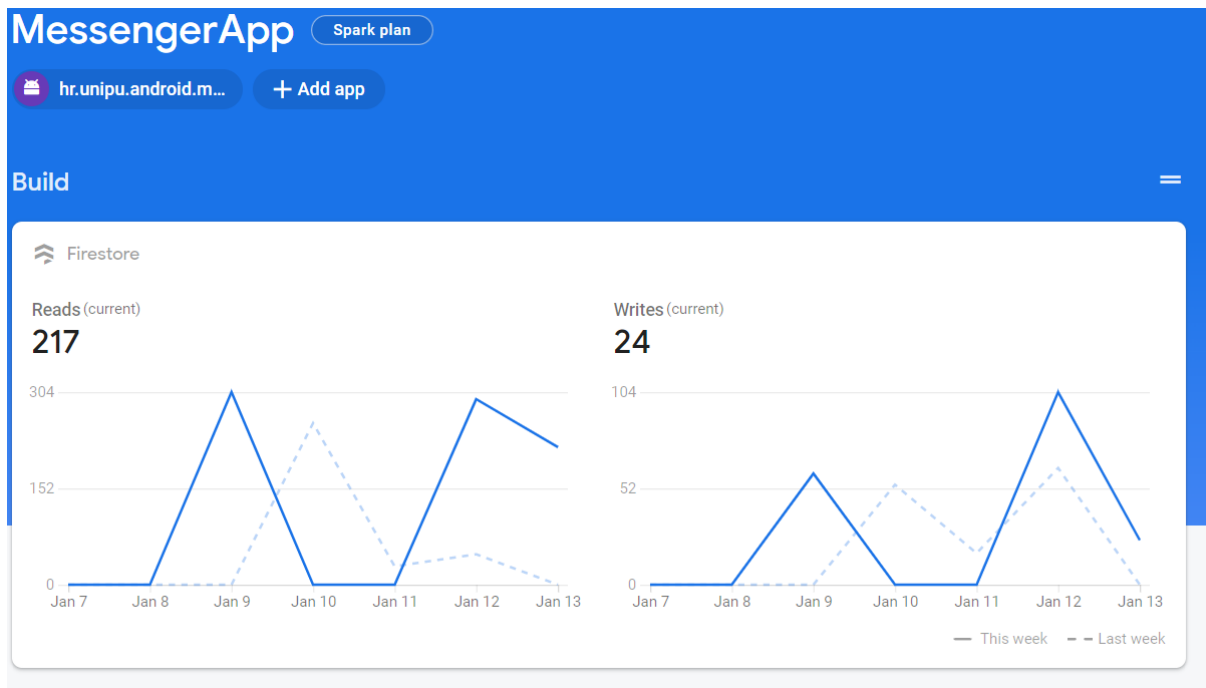 MessengerApp Spark plan
hr.unipu.android.m... Add app
Build
Firestore
Reads (current) Writes (current)
217 24
304
152
0
Jan 7 Jan 8 Jan 9 Jan 10 Jan 11 Jan 12 Jan 13
104
52
0
Jan 7 Jan 8 Jan 9 Jan 10 Jan 11 Jan 12 Jan 13
This week Last week